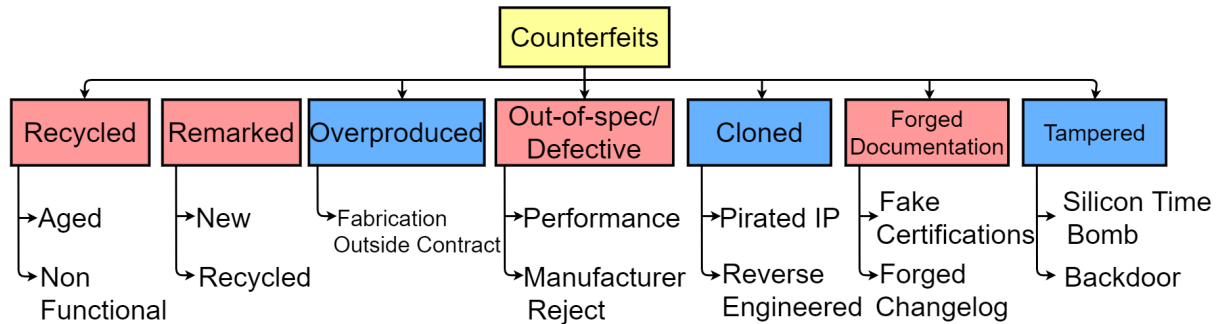 Counterfeits
Recycled
Remarked
Overproduced
Out-of-spec/
Defective
Cloned
Forged
Documentation
Tampered
Aged
Non
Functional
New
Recycled
Fabrication
Outside Contract
Performance
Manufacturer
Reject
Pirated IP
Reverse
Engineered
Fake
Certifications
Forged
Changelog
Silicon Time
Bomb
Backdoor